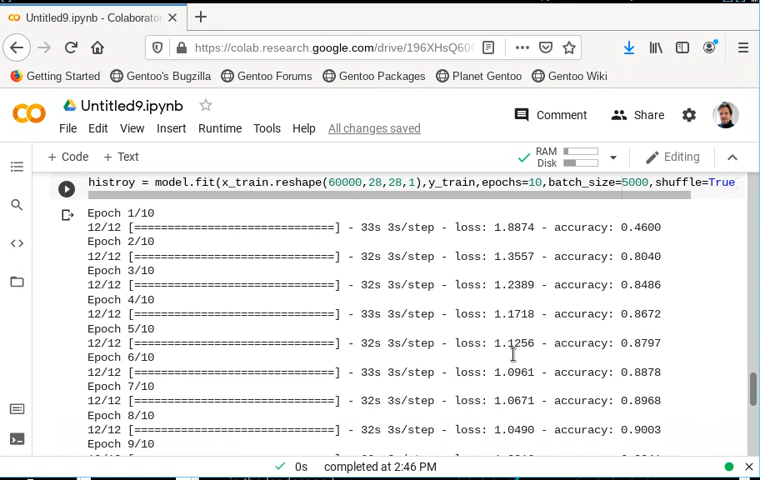 Untitled9.ipynb - Colaborator
https://colab.research.google.com/drive/196XHsQ60
Getting Started Gentoo's Bugzilla Gentoo Forums Gentoo Packages Planet Gentoo Gentoo Wiki
Untitled9.ipynb
Comment Share
File Edit View Insert Runtime Tools Help All changes saved
+ Code + Text RAM Disk Editing
histroy = model.fit(x_train.reshape(60000,28,28,1),y_train,epochs=10,batch_size=5000,shuffle=True
Epoch 1/10
12/12 [==============================] - 33s 3s/step - loss: 1.8874 - accuracy: 0.4600
Epoch 2/10
12/12 [==============================] - 32s 3s/step - loss: 1.3557 - accuracy: 0.8040
Epoch 3/10
12/12 [==============================] - 32s 3s/step - loss: 1.2389 - accuracy: 0.8486
Epoch 4/10
12/12 [==============================] - 33s 3s/step - loss: 1.1718 - accuracy: 0.8672
Epoch 5/10
12/12 [==============================] - 32s 3s/step - loss: 1.1256 - accuracy: 0.8797
Epoch 6/10
12/12 [==============================] - 33s 3s/step - loss: 1.0961 - accuracy: 0.8878
Epoch 7/10
12/12 [==============================] - 32s 3s/step - loss: 1.0671 - accuracy: 0.8968
Epoch 8/10
12/12 [==============================] - 32s 3s/step - loss: 1.0490 - accuracy: 0.9003
Epoch 9/10
0s completed at 2:46 PM